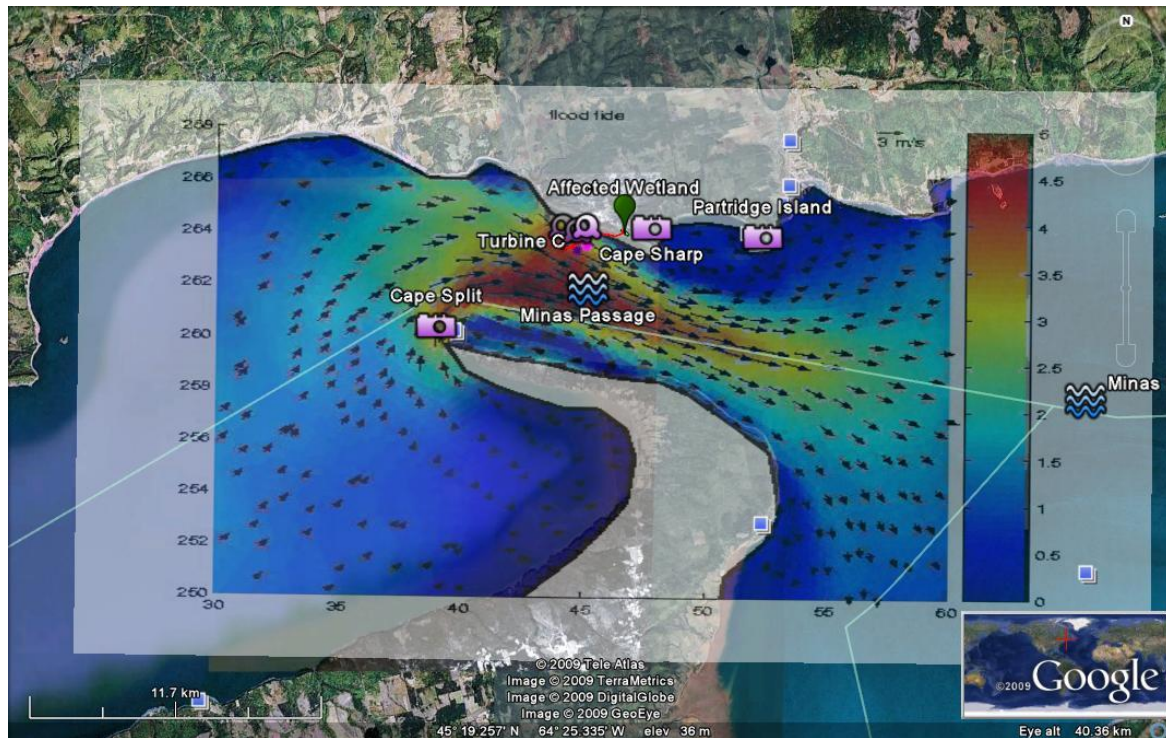 N
flood tide
268
3 m/s
5
4.5
4
3.5
3
2.5
2
1.5
1
0.5
0
266
264
262
260
258
256
254
252
250
30
35
40
45
50
55
60
Affected Wetland
Partridge Island
Turbine C
Cape Sharp
Cape Split
Minas Passage
Minas
11.7 km
© 2009 Tele Atlas
Image © 2009 TerraMetrics
Image © 2009 DigitalGlobe
Image © 2009 GeoEye
©2009 Google
45° 19.257' N 64° 25.335' W elev 36 m
Eye alt 40.36 km